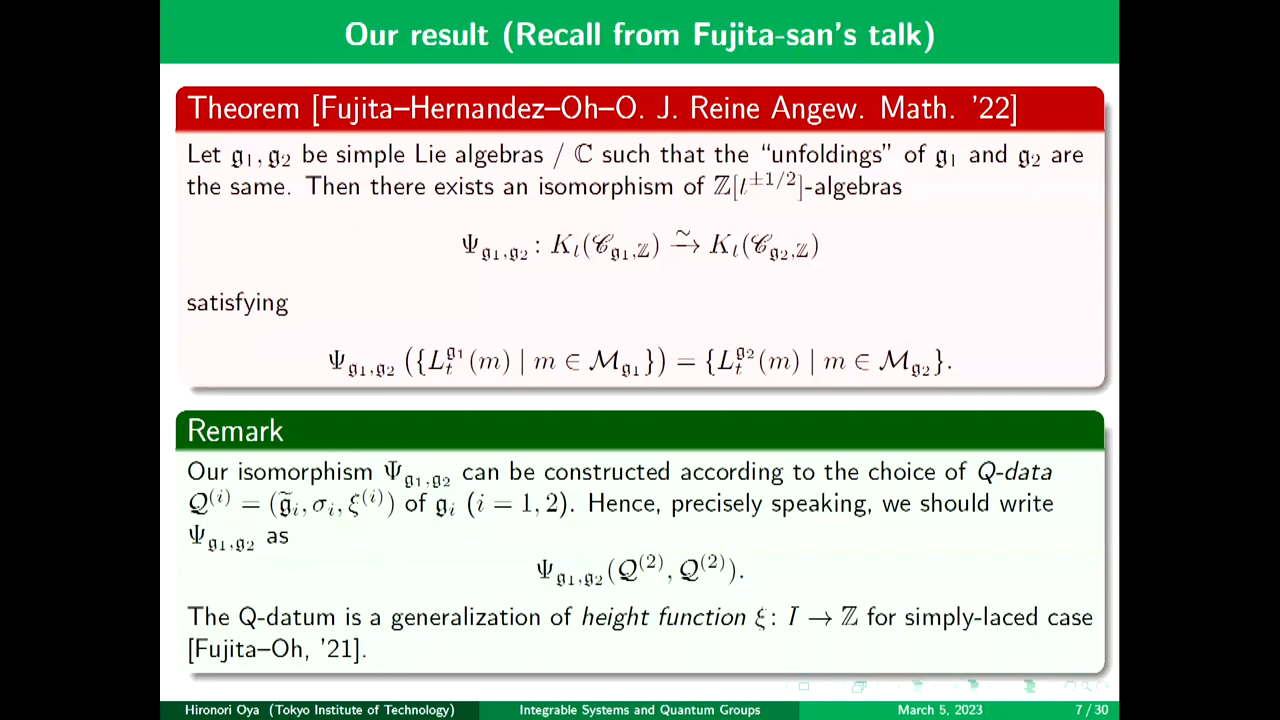 Our result (Recall from Fujita-san's talk)
Theorem [Fujita–Hernandez–Oh–O. J. Reine Angew. Math. '22]
Let 𝔤₁, 𝔤₂ be simple Lie algebras / ℂ such that the “unfoldings” of 𝔤₁ and 𝔤₂ are
the same. Then there exists an isomorphism of ℤ[t^{±1/2}]-algebras
Ψ_{𝔤₁,𝔤₂} : K_t(𝒞_{𝔤₁,ℤ}) ⥲ K_t(𝒞_{𝔤₂,ℤ})
satisfying
Ψ_{𝔤₁,𝔤₂} ({L_t^{𝔤₁}(m) | m ∈ ℳ_{𝔤₁}}) = {L_t^{𝔤₂}(m) | m ∈ ℳ_{𝔤₂}}.
Remark
Our isomorphism Ψ_{𝔤₁,𝔤₂} can be constructed according to the choice of Q-data
𝒬^{(i)} = (𝔤̃_i, σ_i, ξ^{(i)}) of 𝔤_i (i = 1, 2). Hence, precisely speaking, we should write
Ψ_{𝔤₁,𝔤₂} as
Ψ_{𝔤₁,𝔤₂}(𝒬^{(2)}, 𝒬^{(2)}).
The Q-datum is a generalization of height function ξ: I → ℤ for simply-laced case
[Fujita–Oh, '21].
Hironori Oya (Tokyo Institute of Technology) Integrable Systems and Quantum Groups March 5, 2023 7 / 30